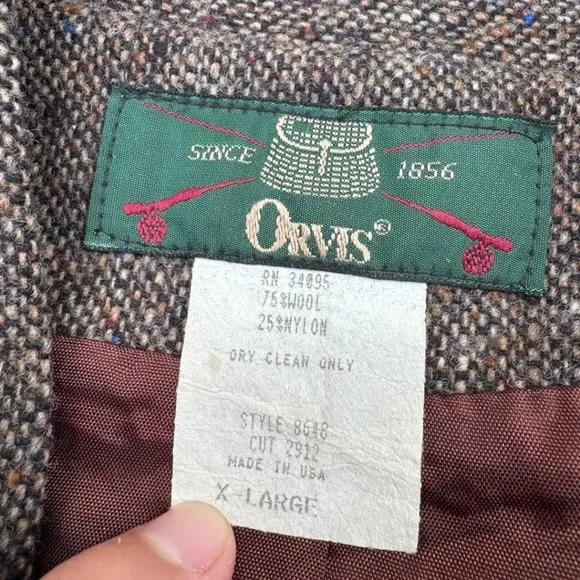 SINCE 1856
ORVIS®
RN 34095
75%WOOL
25%NYLON
DRY CLEAN ONLY
STYLE 8648
CUT 2912
MADE IN USA
X-LARGE